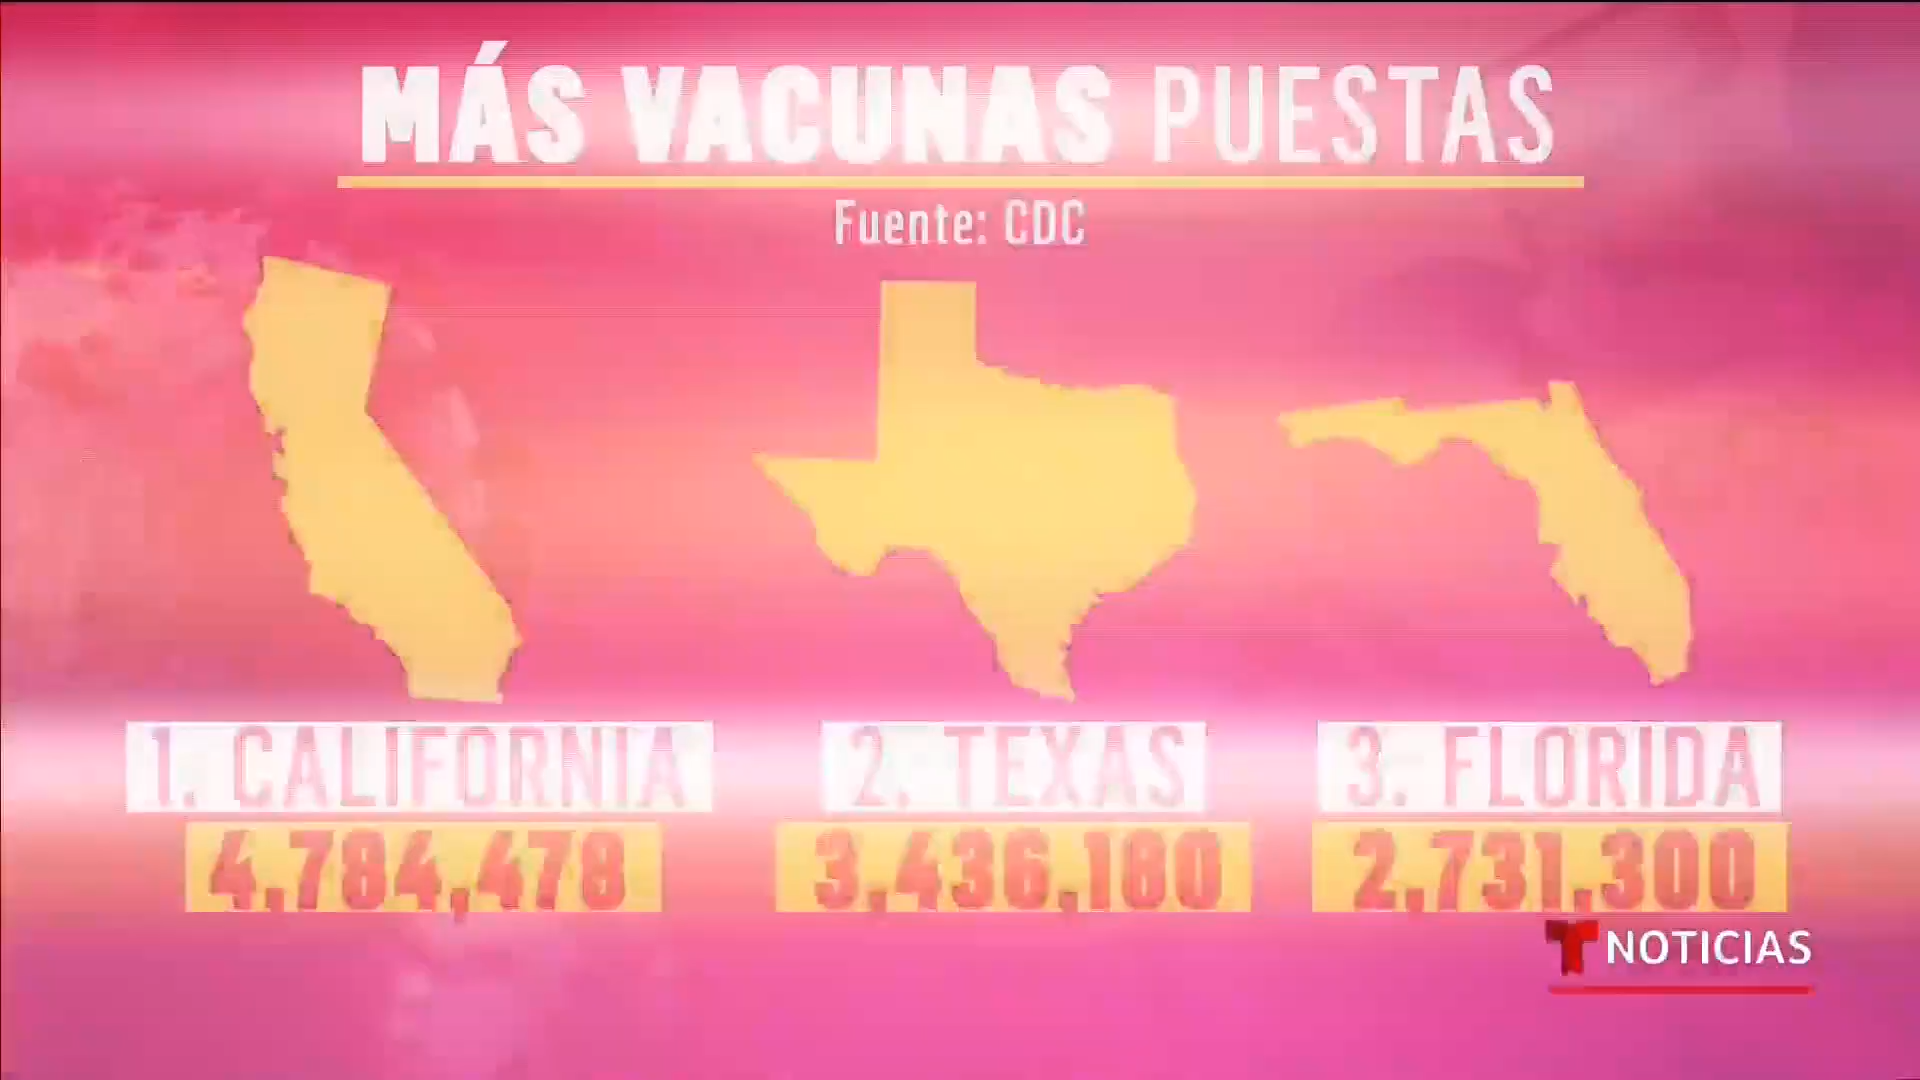 MÁS VACUNAS PUESTAS
Fuente: CDC
1. CALIFORNIA
2. TEXAS
3. FLORIDA
4,784,478
3,436,180
2,731,300
NOTICIAS